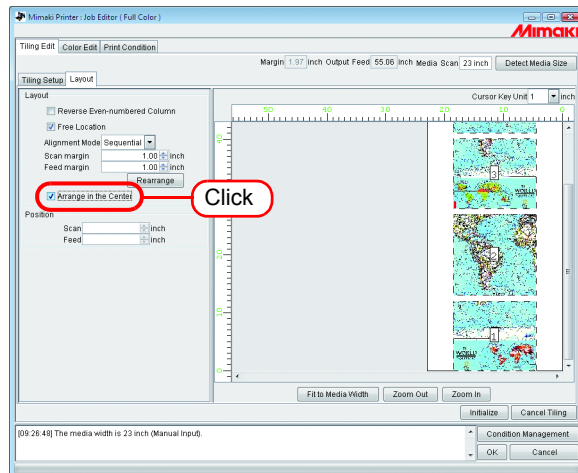 Mimaki Printer : Job Editor ( Full Color )
Mimaki
Tiling Edit Color Edit Print Condition
Margin 1.97 inch Output Feed 55.06 inch Media Scan 23 inch Detect Media Size
Tiling Setup Layout
Layout
Cursor Key Unit 1 inch
Reverse Even-numbered Column
Free Location
Alignment Mode Sequential
Scan margin 1.00 inch
Feed margin 1.00 inch
Rearrange
Arrange in the Center
Click
Position
Scan inch
Feed inch
50 40 30 20 10 0
40
30
20
10
0
3
2
1
Fit to Media Width Zoom Out Zoom In
Initialize Cancel Tiling
[09:26:48] The media width is 23 inch (Manual Input).
Condition Management
OK Cancel